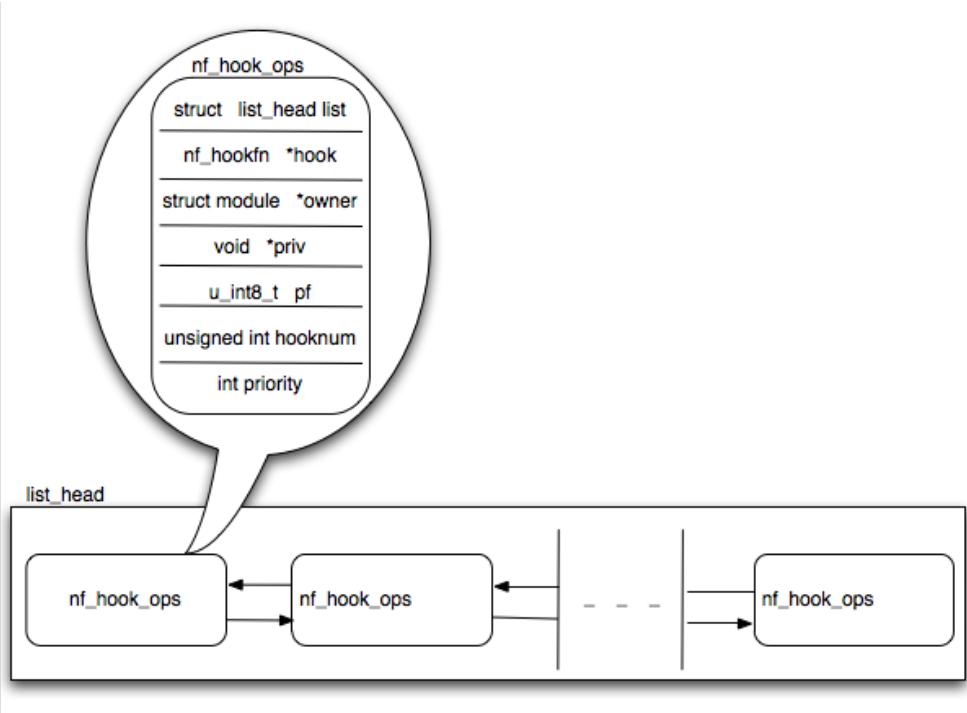 nf_hook_ops
struct list_head list
nf_hookfn *hook
struct module *owner
void *priv
u_int8_t pf
unsigned int hooknum
int priority
list_head
nf_hook_ops
nf_hook_ops
- - -
nf_hook_ops